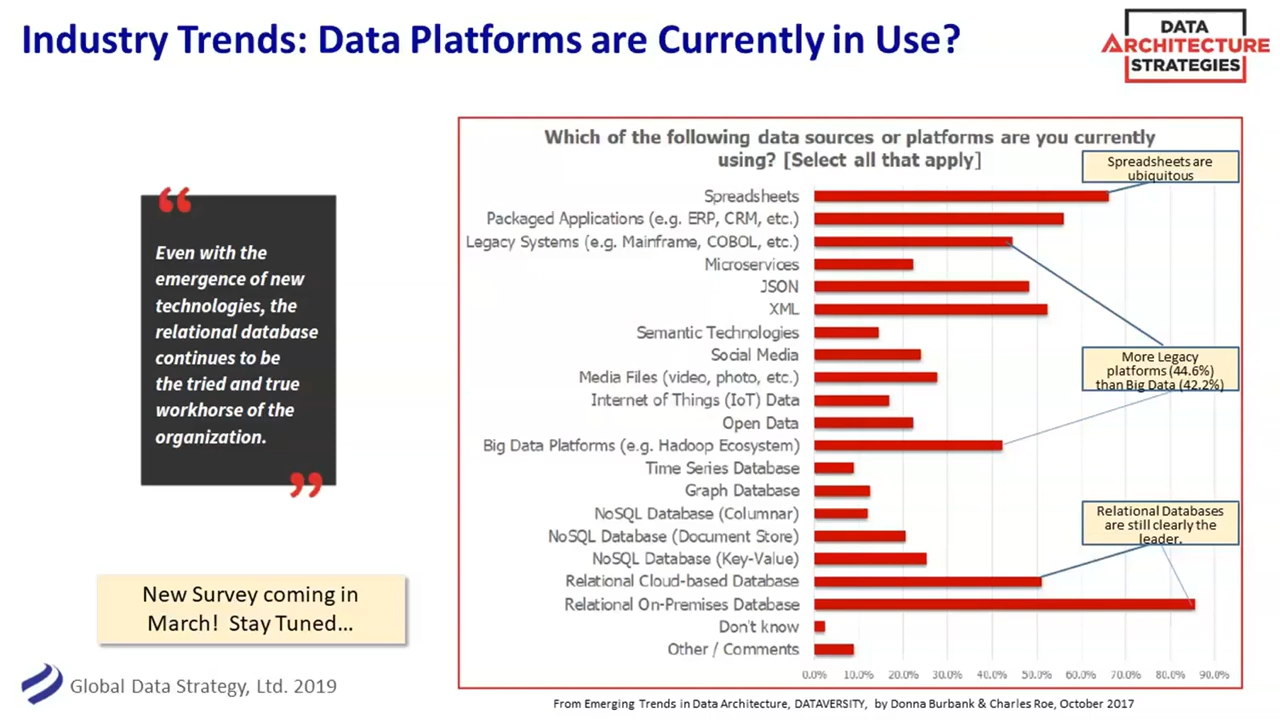 Industry Trends: Data Platforms are Currently in Use?
DATA
ARCHITECTURE
STRATEGIES
“
Even with the
emergence of new
technologies, the
relational database
continues to be
the tried and true
workhorse of the
organization.
”
New Survey coming in
March! Stay Tuned...
Which of the following data sources or platforms are you currently
using? [Select all that apply]
Spreadsheets are
ubiquitous
Spreadsheets
Packaged Applications (e.g. ERP, CRM, etc.)
Legacy Systems (e.g. Mainframe, COBOL, etc.)
Microservices
JSON
XML
Semantic Technologies
Social Media
More Legacy
platforms (44.6%)
than Big Data (42.2%)
Media Files (video, photo, etc.)
Internet of Things (IoT) Data
Open Data
Big Data Platforms (e.g. Hadoop Ecosystem)
Time Series Database
Graph Database
NoSQL Database (Columnar)
Relational Databases
are still clearly the
leader.
NoSQL Database (Document Store)
NoSQL Database (Key-Value)
Relational Cloud-based Database
Relational On-Premises Database
Don't know
Other / Comments
0.0% 10.0% 20.0% 30.0% 40.0% 50.0% 60.0% 70.0% 80.0% 90.0%
Global Data Strategy, Ltd. 2019
From Emerging Trends in Data Architecture, DATAVERSITY, by Donna Burbank & Charles Roe, October 2017